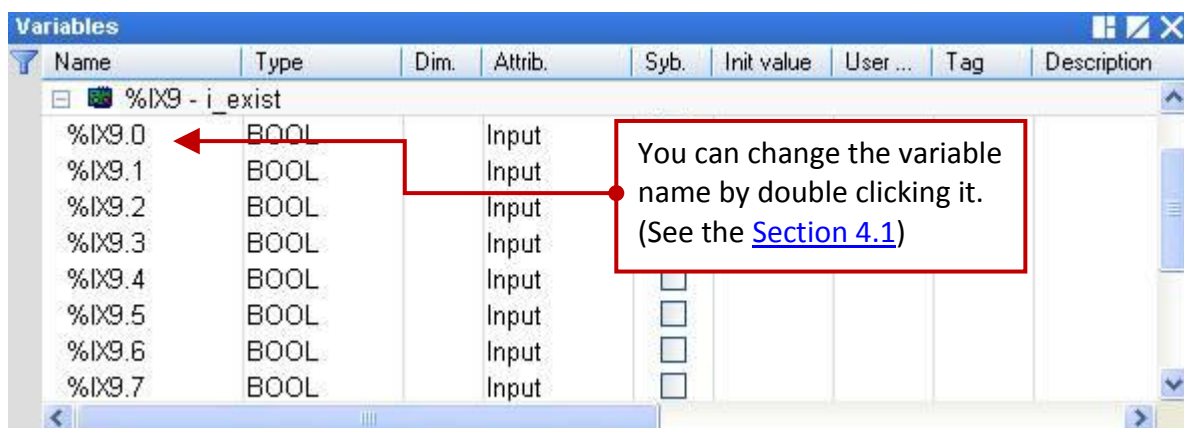 Variables
Name Type Dim. Attrib. Syb. Init value User ... Tag Description
%IX9 - i_exist
%IX9.0 BOOL Input
%IX9.1 BOOL Input
%IX9.2 BOOL Input
%IX9.3 BOOL Input
%IX9.4 BOOL Input
%IX9.5 BOOL Input
%IX9.6 BOOL Input
%IX9.7 BOOL Input
You can change the variable
name by double clicking it.
(See the Section 4.1)